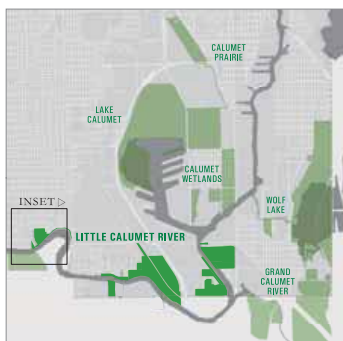 CALUMET
PRAIRIE
LAKE
CALUMET
CALUMET
WETLANDS
INSET ▷
WOLF
LAKE
LITTLE CALUMET RIVER
GRAND
CALUMET
RIVER